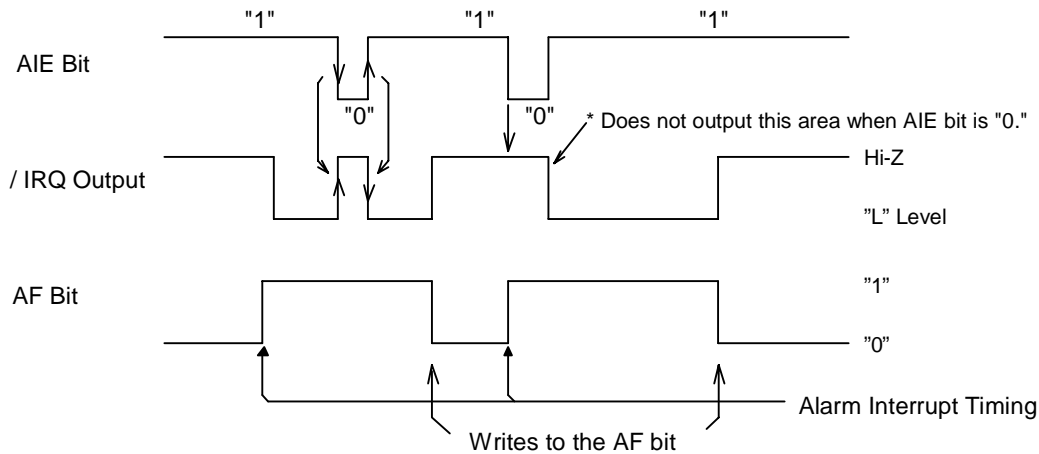 "1" "1" "1"
AIE Bit
"0" "0"
* Does not output this area when AIE bit is "0."
Hi-Z
/ IRQ Output
”L” Level
”1”
AF Bit
”0”
Alarm Interrupt Timing
Writes to the AF bit